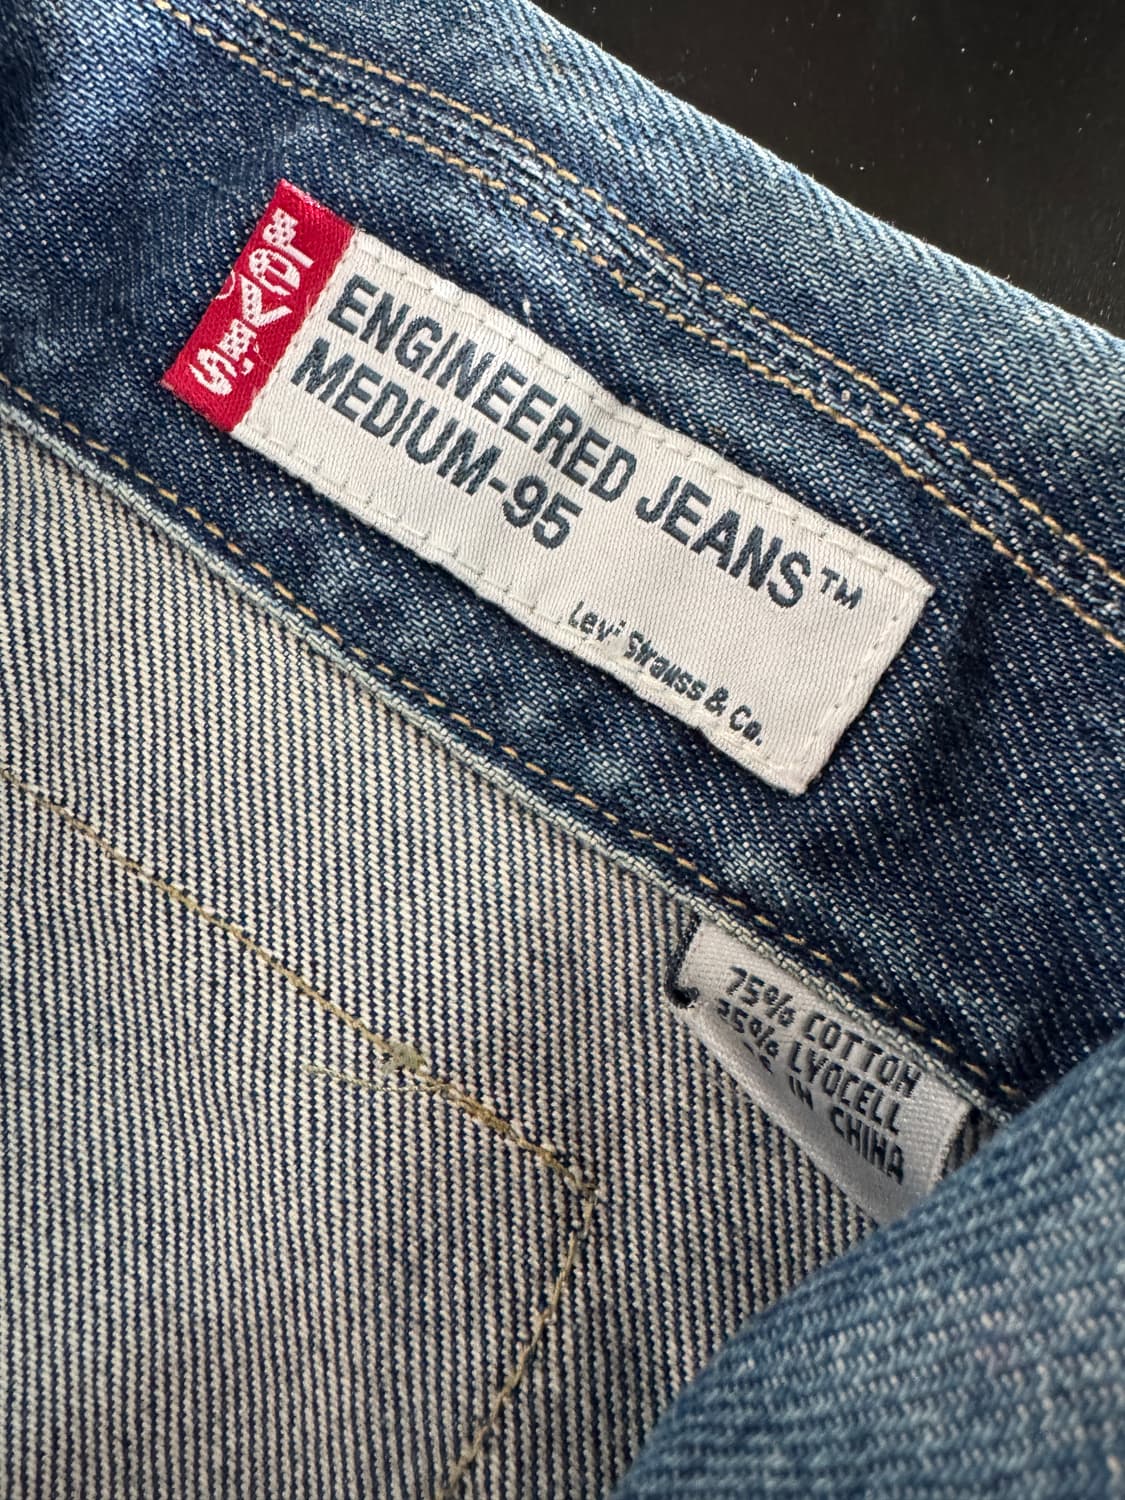 LEVI'S
ENGINEERED JEANS™
MEDIUM-95
Levi Strauss & Co.
75% COTTON
25% LYOCELL
IN CHINA